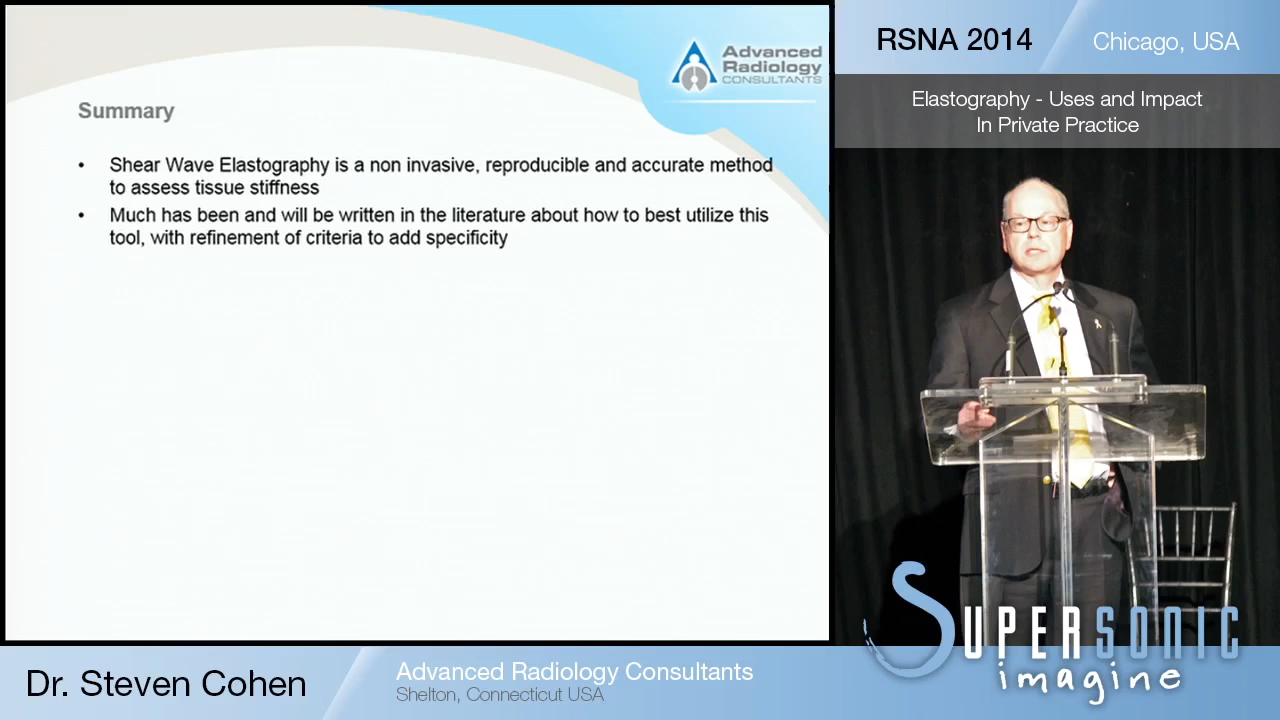 Advanced
Radiology
CONSULTANTS
Summary
• Shear Wave Elastography is a non invasive, reproducible and accurate method
to assess tissue stiffness
• Much has been and will be written in the literature about how to best utilize this
tool, with refinement of criteria to add specificity
RSNA 2014
Chicago, USA
Elastography - Uses and Impact
In Private Practice
SUPERSONIC
imagine
Dr. Steven Cohen
Advanced Radiology Consultants
Shelton, Connecticut USA